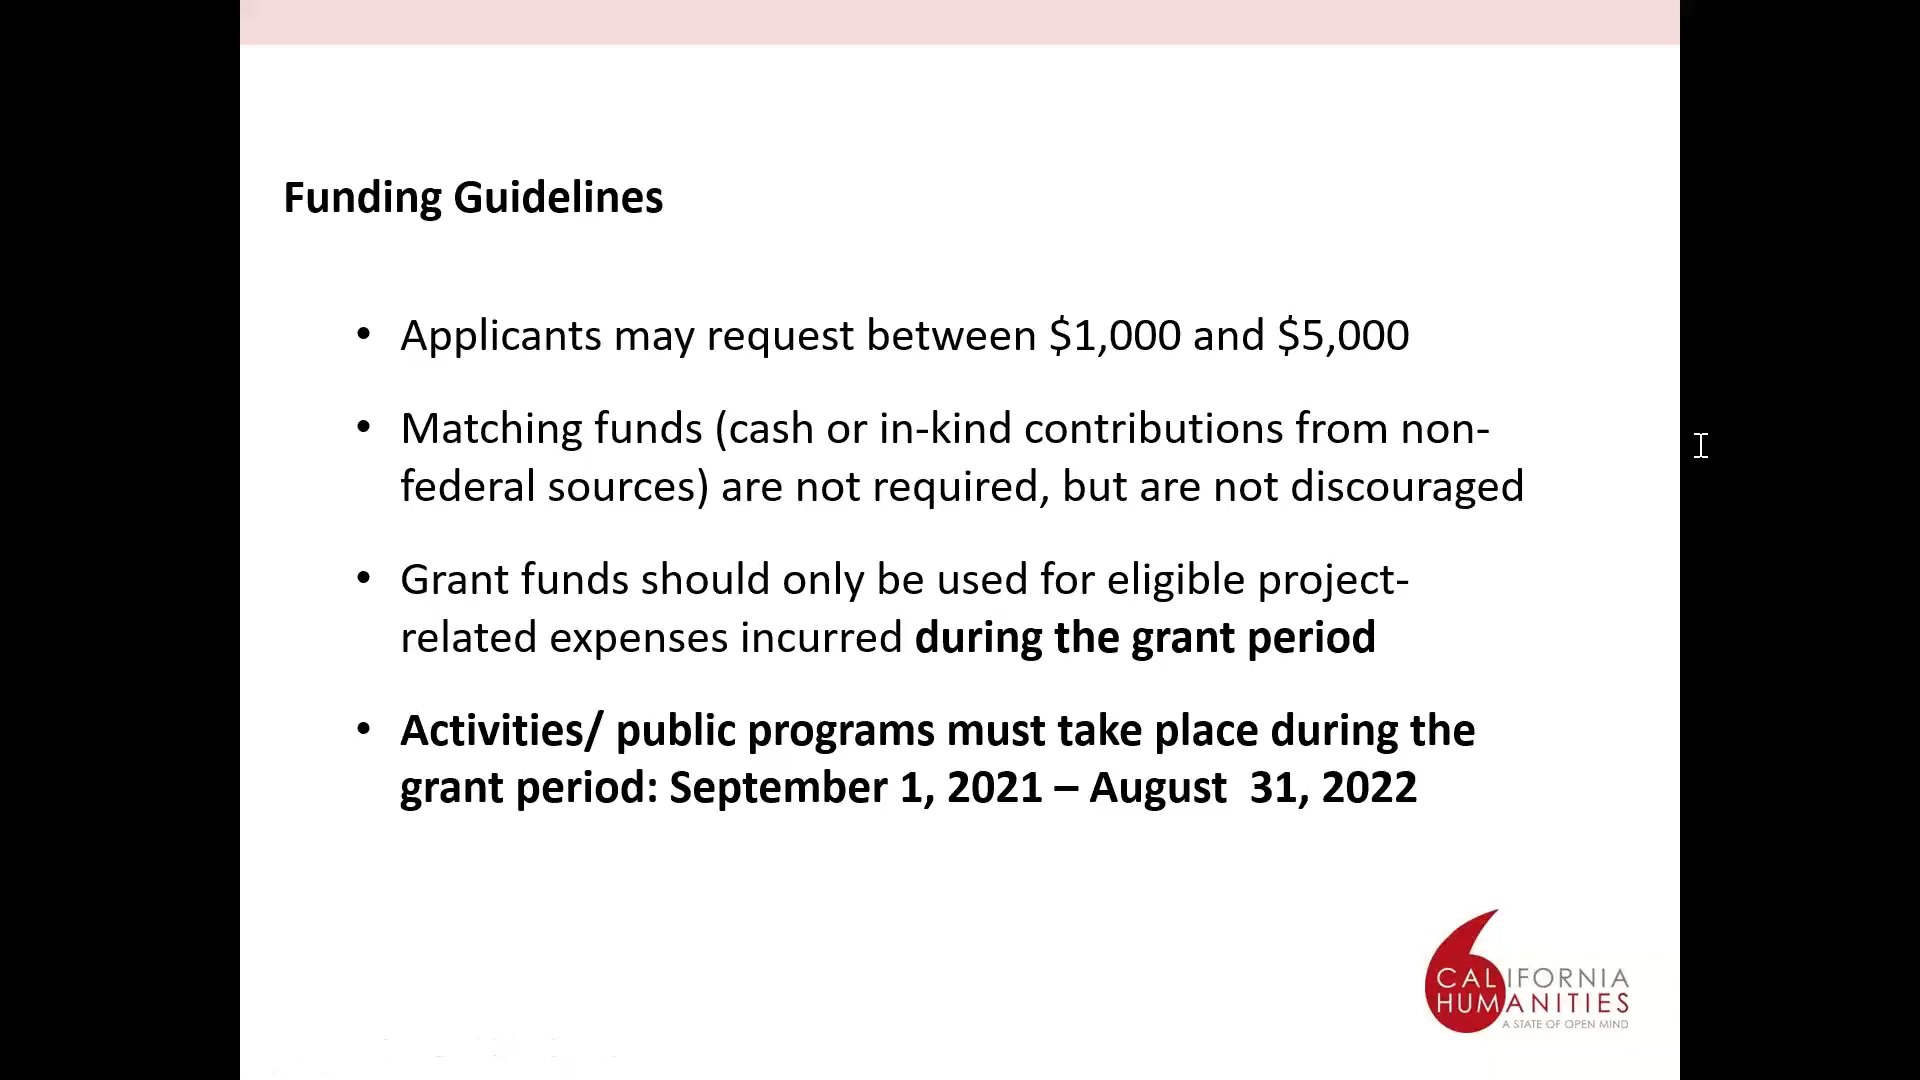 Funding Guidelines
• Applicants may request between $1,000 and $5,000
• Matching funds (cash or in-kind contributions from non-
federal sources) are not required, but are not discouraged
• Grant funds should only be used for eligible project-
related expenses incurred during the grant period
• Activities/ public programs must take place during the
grant period: September 1, 2021 – August  31, 2022
CALIFORNIA
HUMANITIES
A STATE OF OPEN MIND